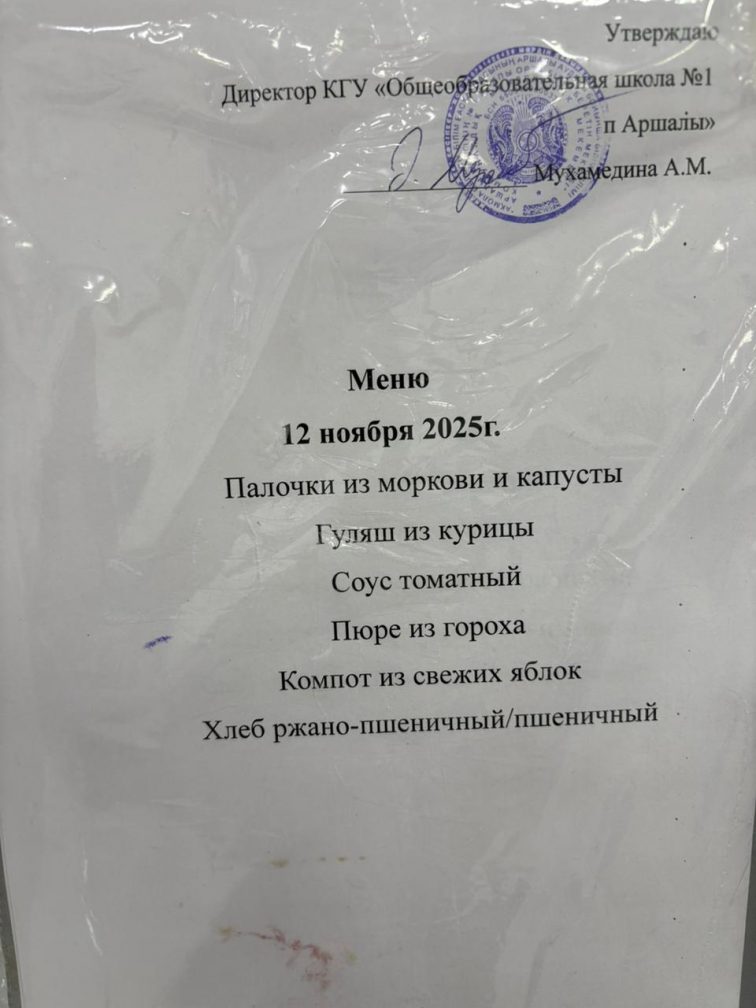 Утверждаю
Директор КГУ «Общеобразовательная школа №1
п Аршалы»
Мухамедина А.М.
Меню
12 ноября 2025г.
Палочки из моркови и капусты
Гуляш из курицы
Соус томатный
Пюре из гороха
Компот из свежих яблок
Хлеб ржано-пшеничный/пшеничный